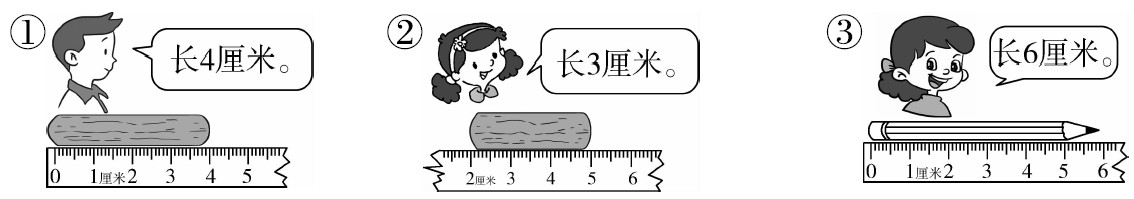 ① 长4厘米。
0 1厘米2 3 4 5
② 长3厘米。
2厘米 3 4 5 6
③ 长6厘米。
0 1厘米2 3 4 5 6